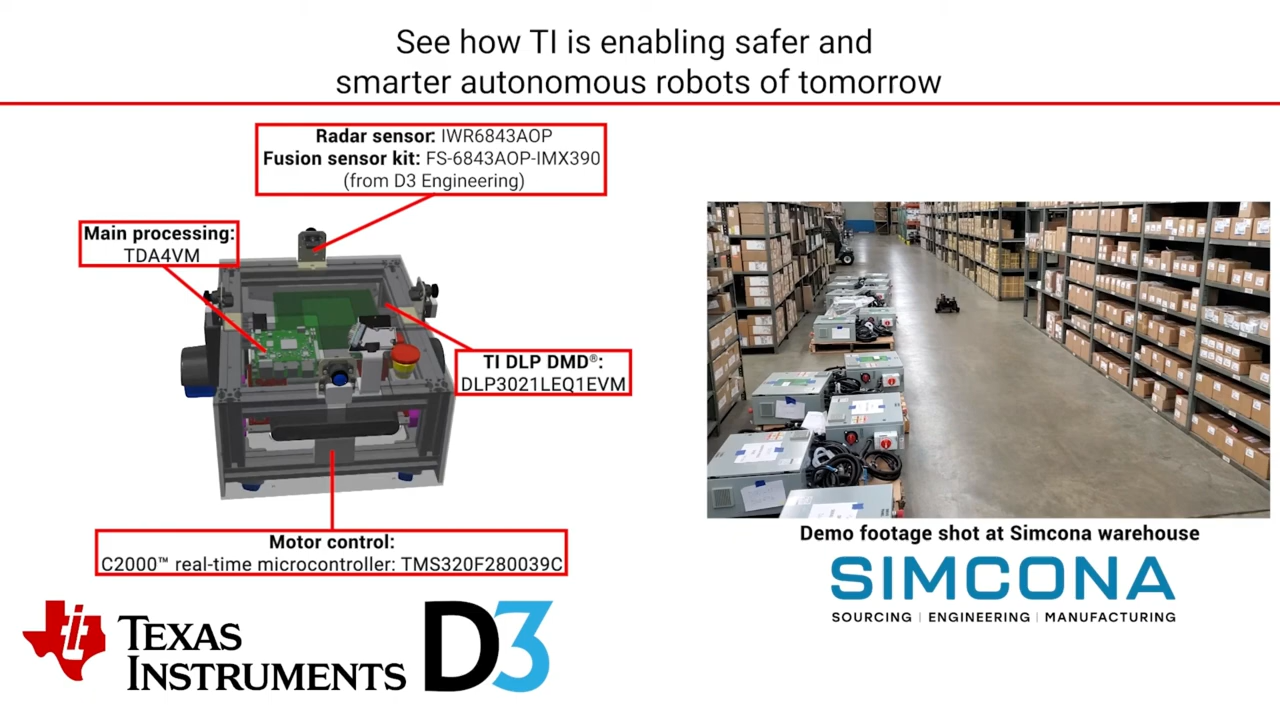 See how TI is enabling safer and
smarter autonomous robots of tomorrow
Radar sensor: IWR6843AOP
Fusion sensor kit: FS-6843AOP-IMX390
(from D3 Engineering)
Main processing:
TDA4VM
TI DLP DMD®:
DLP3021LEQ1EVM
Motor control:
C2000™ real-time microcontroller: TMS320F280039C
Demo footage shot at Simcona warehouse
SIMCONA
SOURCING | ENGINEERING | MANUFACTURING
TEXAS
INSTRUMENTS
D3